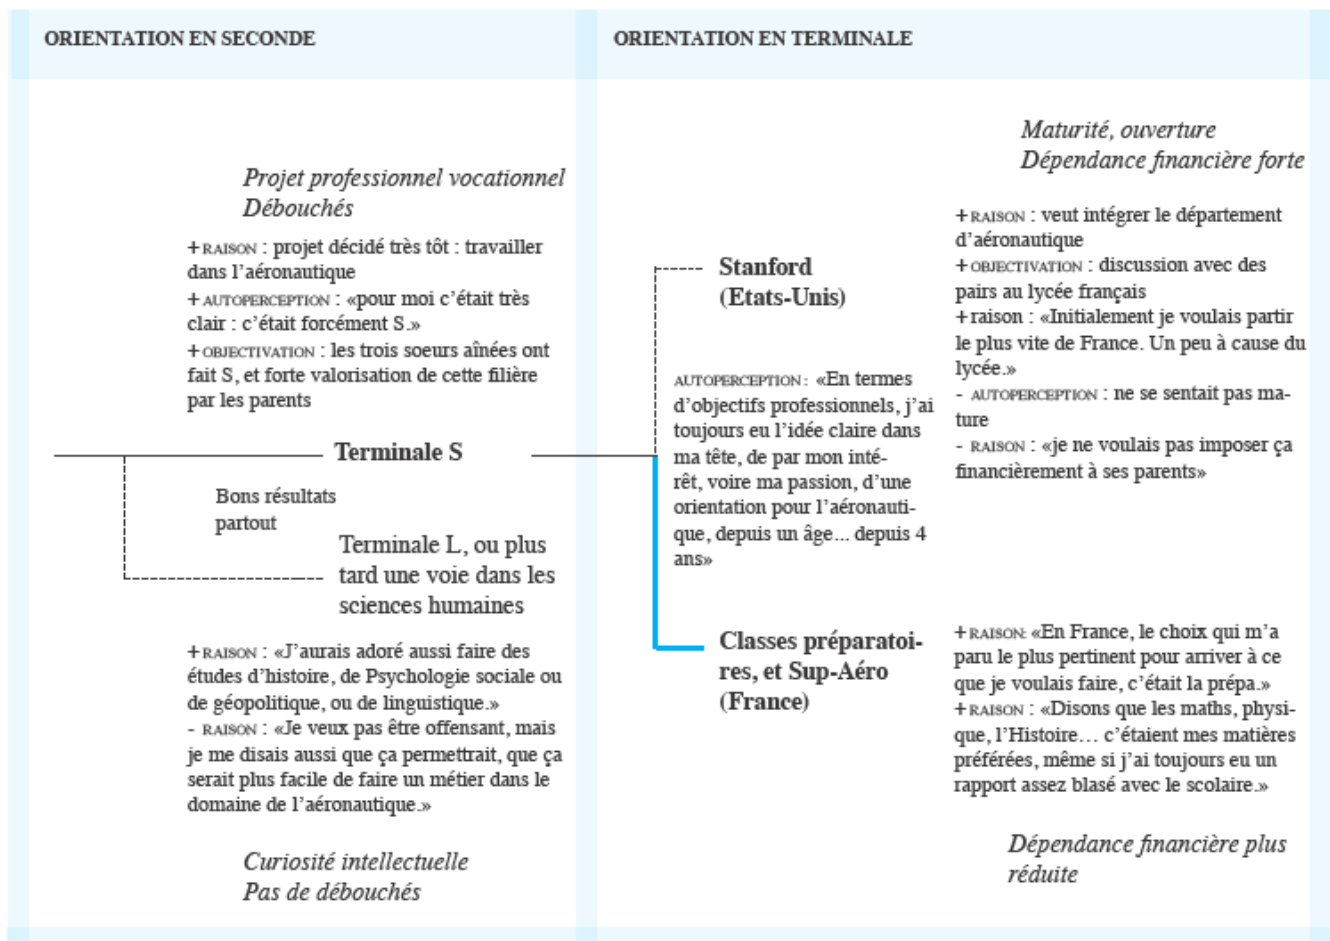 ORIENTATION EN SECONDE
ORIENTATION EN TERMINALE
Projet professionnel vocationnel
Débouchés
+ RAISON : projet décidé très tôt : travailler
dans l’aéronautique
+ AUTOPERCEPTION : «pour moi c’était très
clair : c’était forcément S.»
+ OBJECTIVATION : les trois soeurs aînées ont
fait S, et forte valorisation de cette filière
par les parents
Terminale S
Bons résultats
partout
Terminale L, ou plus
tard une voie dans les
sciences humaines
+ RAISON : «J’aurais adoré aussi faire des
études d’histoire, de Psychologie sociale ou
de géopolitique, ou de linguistique.»
- RAISON : «Je veux pas être offensant, mais
je me disais aussi que ça permettrait, que ça
serait plus facile de faire un métier dans le
domaine de l’aéronautique.»
Curiosité intellectuelle
Pas de débouchés
Stanford
(Etats-Unis)
AUTOPERCEPTION : «En termes
d’objectifs professionnels, j’ai
toujours eu l’idée claire dans
ma tête, de par mon inté-
rêt, voire ma passion, d’une
orientation pour l’aéronauti-
que, depuis un âge... depuis 4
ans»
Classes préparatoi-
res, et Sup-Aéro
(France)
Maturité, ouverture
Dépendance financière forte
+ RAISON : veut intégrer le département
d’aéronautique
+ OBJECTIVATION : discussion avec des
pairs au lycée français
+ raison : «Initialement je voulais partir
le plus vite de France. Un peu à cause du
lycée.»
- AUTOPERCEPTION : ne se sentait pas ma-
ture
- RAISON : «je ne voulais pas imposer ça
financièrement à ses parents»
+ RAISON: «En France, le choix qui m’a
paru le plus pertinent pour arriver à ce
que je voulais faire, c’était la prépa.»
+ RAISON : «Disons que les maths, physi-
que, l’Histoire… c’étaient mes matières
préférées, même si j’ai toujours eu un
rapport assez blasé avec le scolaire.»
Dépendance financière plus
réduite